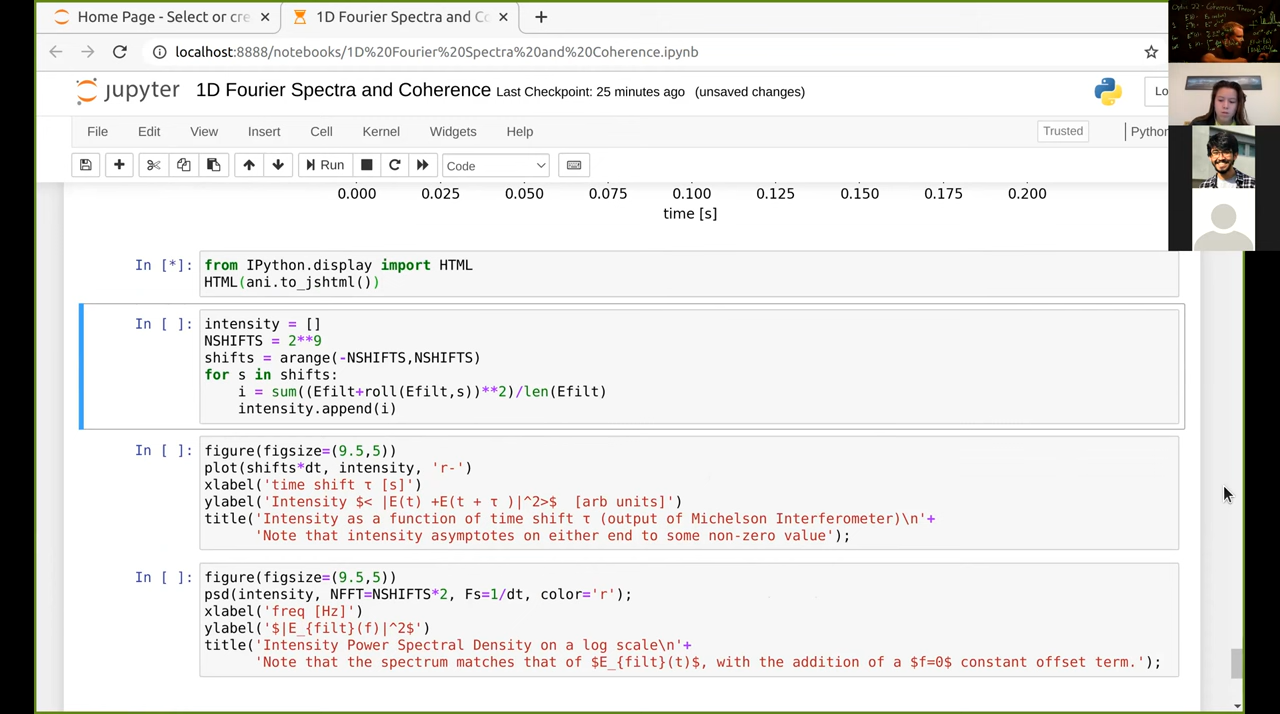 Home Page - Select or cre
1D Fourier Spectra and Co
localhost:8888/notebooks/1D%20Fourier%20Spectra%20and%20Coherence.ipynb
jupyter 1D Fourier Spectra and Coherence Last Checkpoint: 25 minutes ago (unsaved changes)
Lo
File Edit View Insert Cell Kernel Widgets Help
Trusted
Python
Run
Code
0.000 0.025 0.050 0.075 0.100 0.125 0.150 0.175 0.200
time [s]
In [*]:
from IPython.display import HTML
HTML(ani.to_jshtml())
In [ ]:
intensity = []
NSHIFTS = 2**9
shifts = arange(-NSHIFTS,NSHIFTS)
for s in shifts:
    i = sum((Efilt+roll(Efilt,s))**2)/len(Efilt)
    intensity.append(i)
In [ ]:
figure(figsize=(9.5,5))
plot(shifts*dt, intensity, 'r-')
xlabel('time shift τ [s]')
ylabel('Intensity $< |E(t) +E(t + τ )|^2>$  [arb units]')
title('Intensity as a function of time shift τ (output of Michelson Interferometer)\n'+
      'Note that intensity asymptotes on either end to some non-zero value');
In [ ]:
figure(figsize=(9.5,5))
psd(intensity, NFFT=NSHIFTS*2, Fs=1/dt, color='r');
xlabel('freq [Hz]')
ylabel('$|E_{filt}(f)|^2$')
title('Intensity Power Spectral Density on a log scale\n'+
      'Note that the spectrum matches that of $E_{filt}(t)$, with the addition of a $f=0$ constant offset term.');